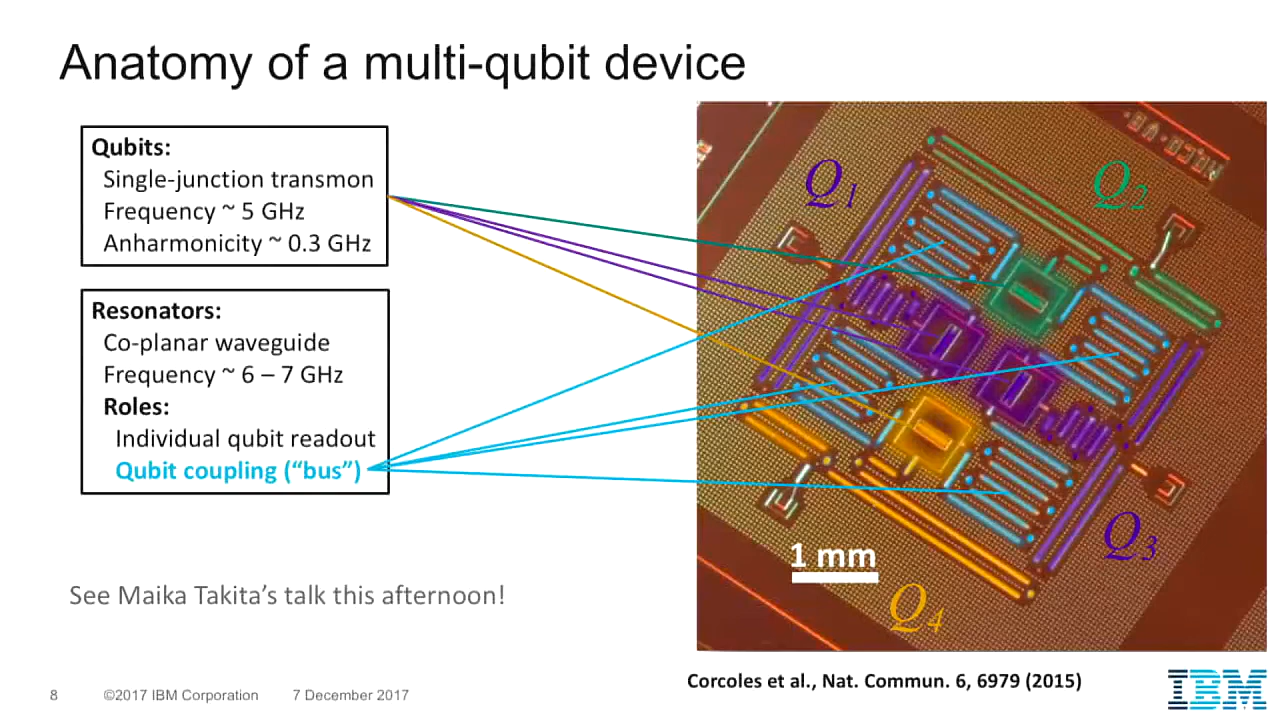 Anatomy of a multi-qubit device
Qubits:
Single-junction transmon
Frequency ~ 5 GHz
Anharmonicity ~ 0.3 GHz
Resonators:
Co-planar waveguide
Frequency ~ 6 – 7 GHz
Roles:
Individual qubit readout
Qubit coupling (“bus”)
See Maika Takita’s talk this afternoon!
Q1
Q2
Q3
1 mm
Q4
Corcoles et al., Nat. Commun. 6, 6979 (2015)
8 ©2017 IBM Corporation 7 December 2017
IBM